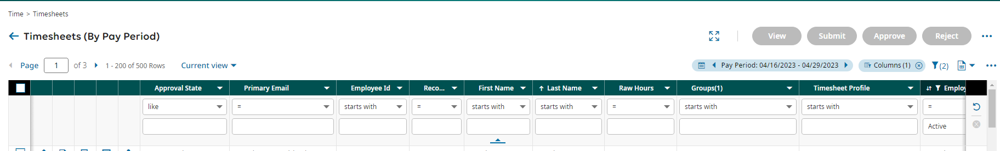 Time > Timesheets
Timesheets (By Pay Period)
View Submit Approve Reject
Page 1 of 3 1 - 200 of 500 Rows Current view
Pay Period: 04/16/2023 - 04/29/2023 Columns (1) (2)
Approval State Primary Email Employee Id Reco... First Name Last Name Raw Hours Groups(1) Timesheet Profile Employ
like = starts with = starts with starts with = starts with starts with =
Active